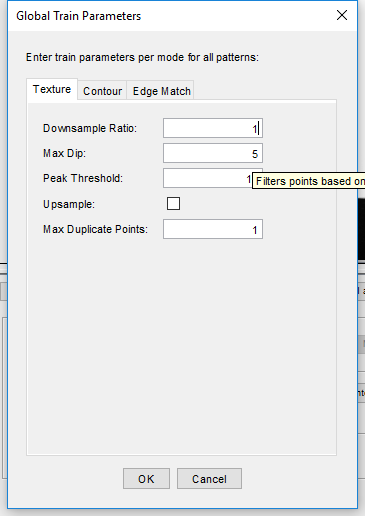 Global Train Parameters
Enter train parameters per mode for all patterns:
Texture Contour Edge Match
Downsample Ratio: 1
Max Dip: 5
Peak Threshold: 1
Filters points based on
Upsample:
Max Duplicate Points: 1
OK Cancel